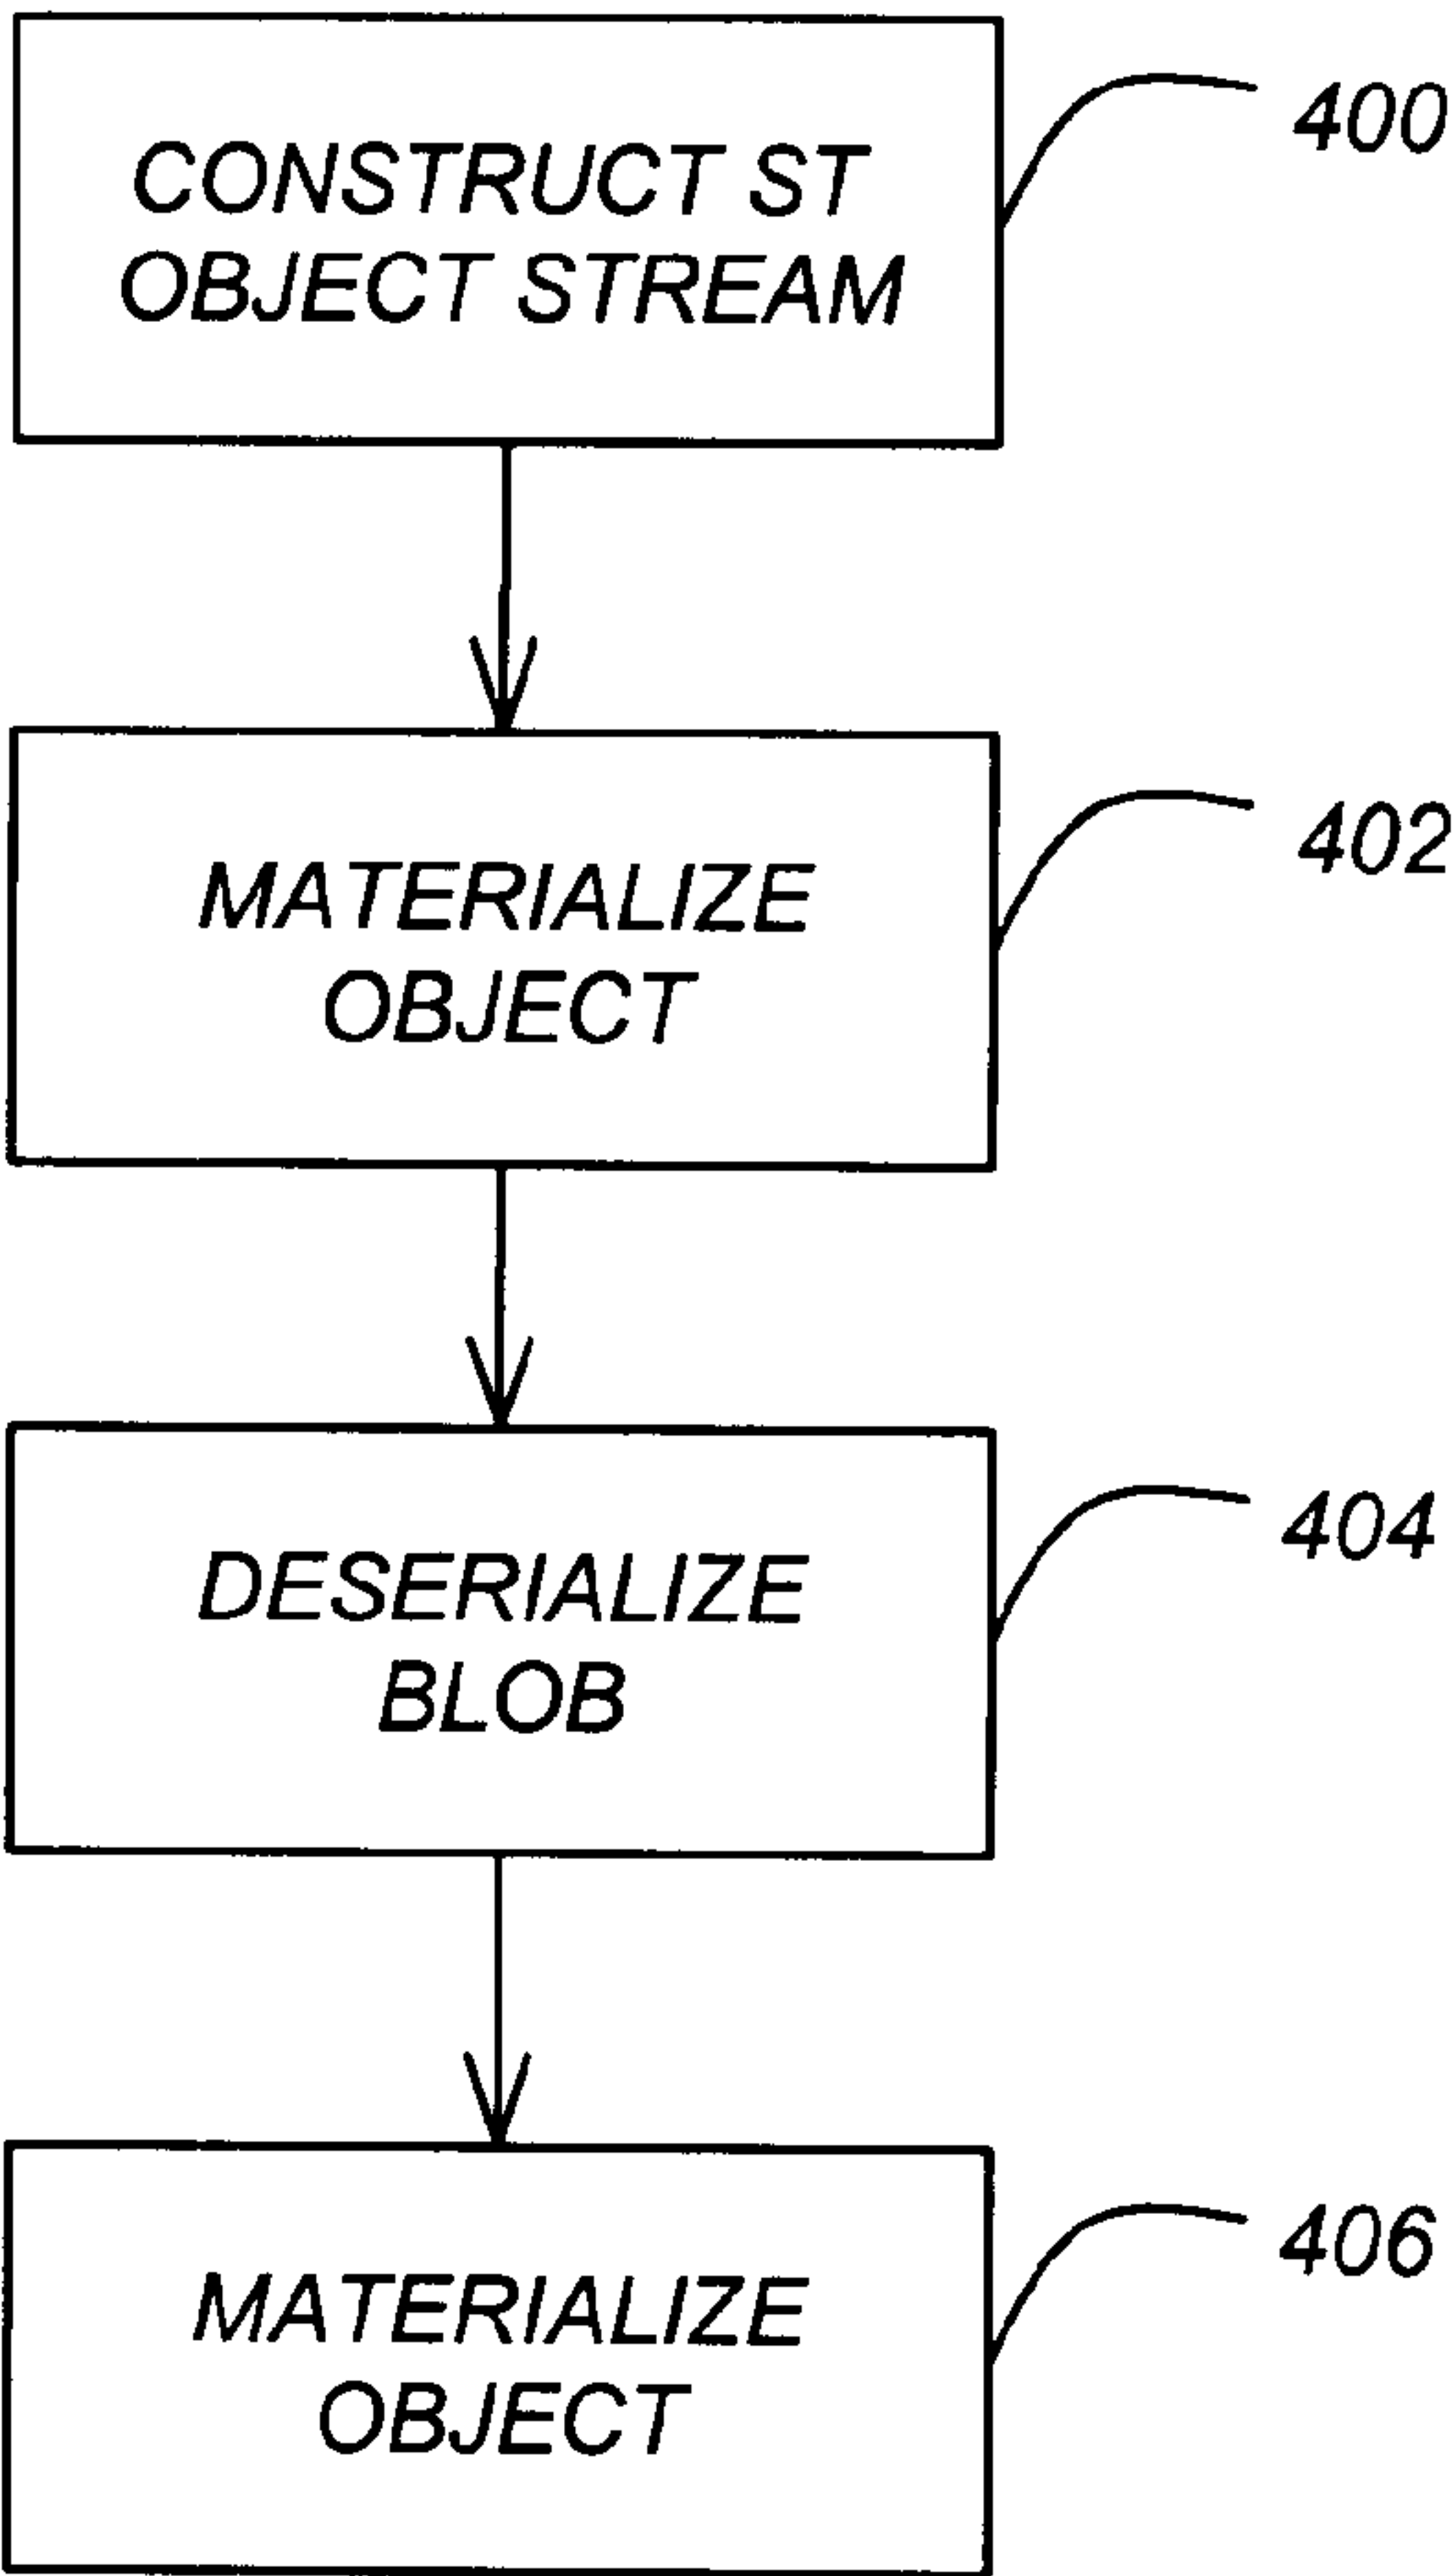 CONSTRUCT ST
OBJECT STREAM
400
MATERIALIZE
OBJECT
402
DESERIALIZE
BLOB
404
MATERIALIZE
OBJECT
406